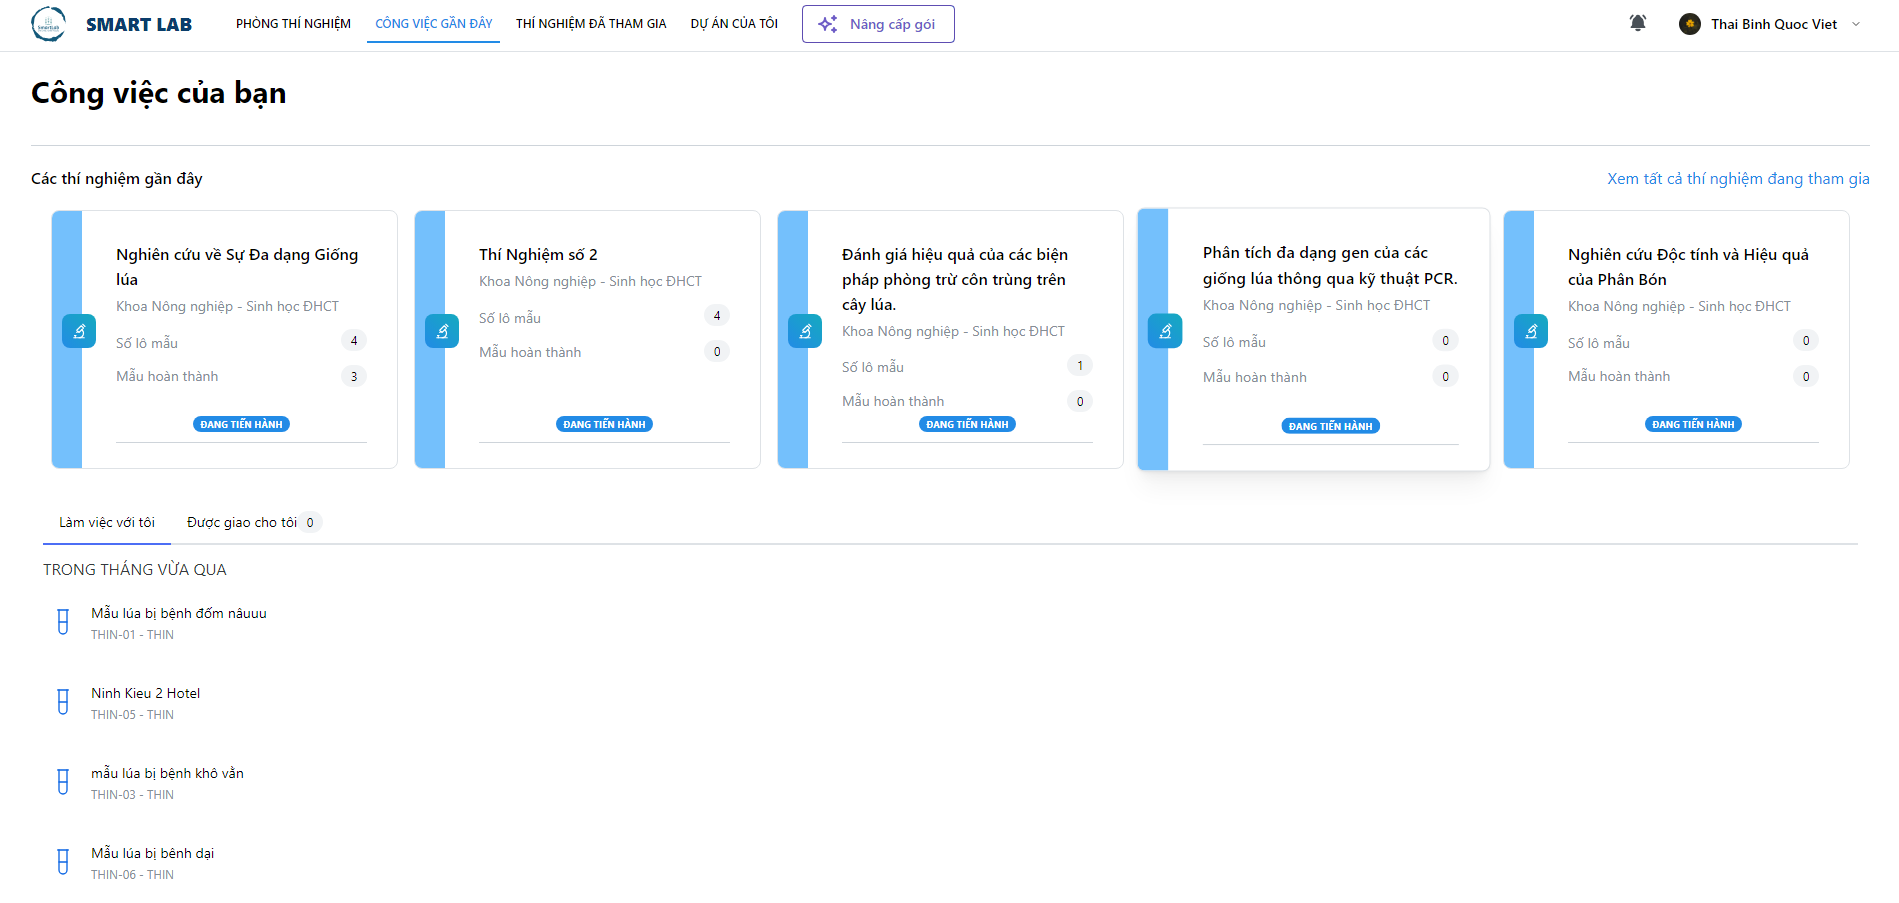 SMART LAB
PHÒNG THÍ NGHIỆM
CÔNG VIỆC GẦN ĐÂY
THÍ NGHIỆM ĐÃ THAM GIA
DỰ ÁN CỦA TÔI
Nâng cấp gói
Thai Binh Quoc Viet
Công việc của bạn
Các thí nghiệm gần đây
Xem tất cả thí nghiệm đang tham gia
Nghiên cứu về Sự Đa dạng Giống
lúa
Khoa Nông nghiệp - Sinh học ĐHCT
Số lô mẫu 4
Mẫu hoàn thành 3
ĐANG TIẾN HÀNH
Thí Nghiệm số 2
Khoa Nông nghiệp - Sinh học ĐHCT
Số lô mẫu 4
Mẫu hoàn thành 0
ĐANG TIẾN HÀNH
Đánh giá hiệu quả của các biện
pháp phòng trừ côn trùng trên
cây lúa.
Khoa Nông nghiệp - Sinh học ĐHCT
Số lô mẫu 1
Mẫu hoàn thành 0
ĐANG TIẾN HÀNH
Phân tích đa dạng gen của các
giống lúa thông qua kỹ thuật PCR.
Khoa Nông nghiệp - Sinh học ĐHCT
Số lô mẫu 0
Mẫu hoàn thành 0
ĐANG TIẾN HÀNH
Nghiên cứu Độc tính và Hiệu quả
của Phân Bón
Khoa Nông nghiệp - Sinh học ĐHCT
Số lô mẫu 0
Mẫu hoàn thành 0
ĐANG TIẾN HÀNH
Làm việc với tôi
Được giao cho tôi 0
TRONG THÁNG VỪA QUA
Mẫu lúa bị bệnh đốm nâuuu
THIN-01 - THIN
Ninh Kieu 2 Hotel
THIN-05 - THIN
mẫu lúa bị bệnh khô vằn
THIN-03 - THIN
Mẫu lúa bị bênh dại
THIN-06 - THIN